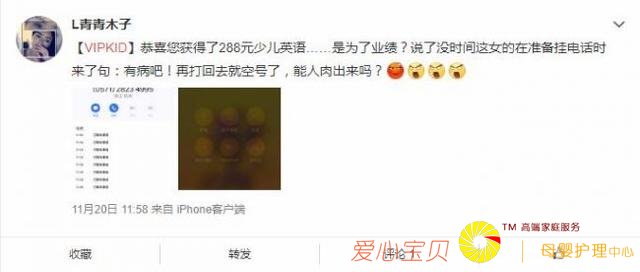 L青青木子
【VIPKID】恭喜您获得了288元少儿英语……是为了业绩？说了没时间这女的在准备挂电话时
来了句：有病吧！再打回去就空号了，能人肉出来吗？
(0571) 2823 4995
11月20日 11:58 来自 iPhone客户端
TM 高端家庭服务
收藏
转发
评论
爱心宝贝
母婴护理中心